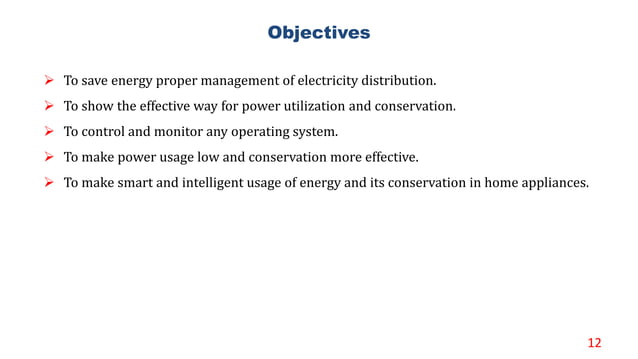 Objectives
➢ To save energy proper management of electricity distribution.
➢ To show the effective way for power utilization and conservation.
➢ To control and monitor any operating system.
➢ To make power usage low and conservation more effective.
➢ To make smart and intelligent usage of energy and its conservation in home appliances.
12